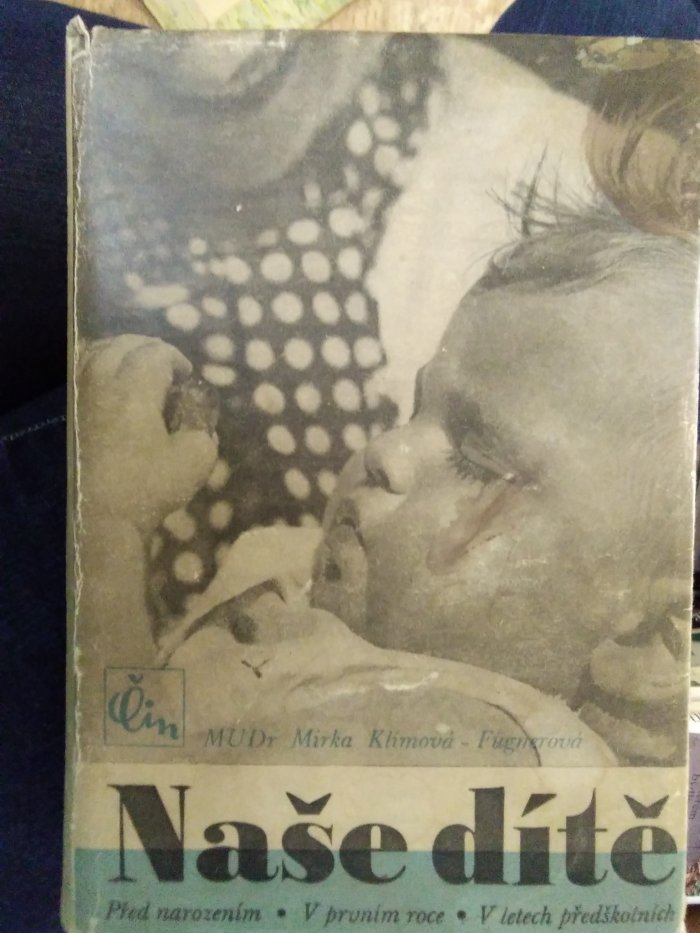 Čin
MUDr Mirka Klímová - Fügnerová
Naše dítě
Před narozením • V prvním roce • V letech předškolních